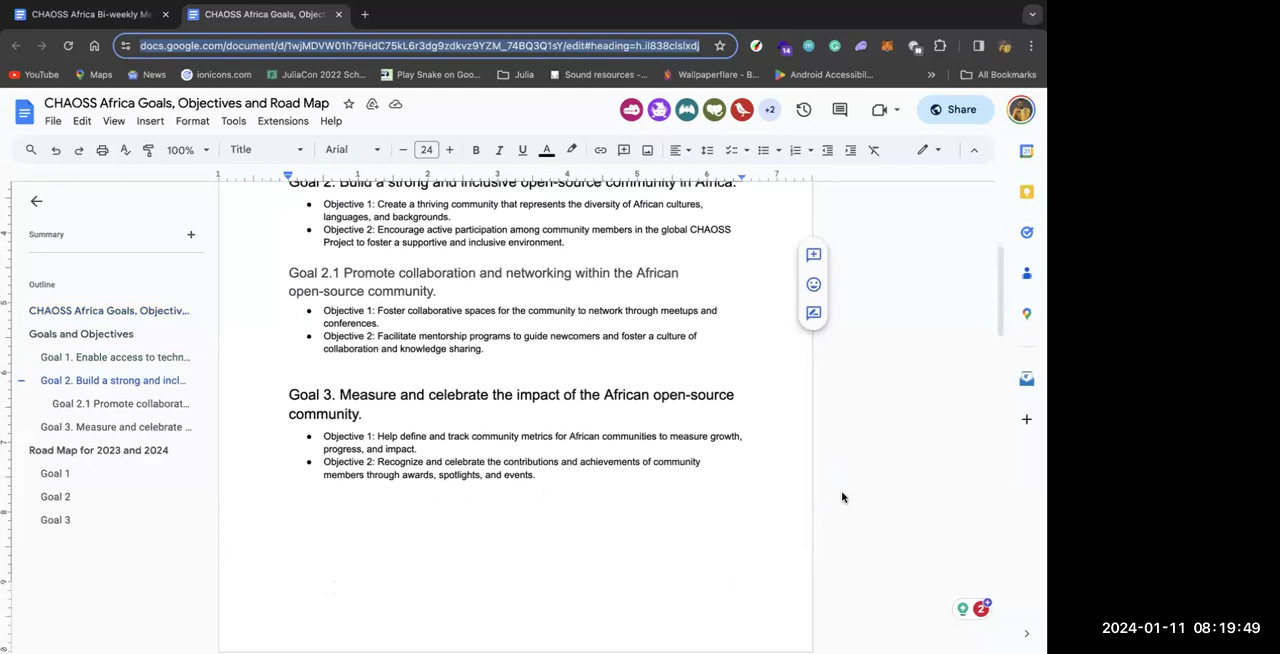 CHAOSS Africa Bi-weekly Me
CHAOSS Africa Goals, Object
docs.google.com/document/d/1wjMDVW01h76HdC75kL6r3dg9zdkvz9YZM_74BQ3Q1sY/edit#heading=h.il838clslxdj
14
YouTube
Maps
News
ionicons.com
JuliaCon 2022 Sch...
Play Snake on Goo...
Julia
Sound resources -...
Wallpaperflare - B...
Android Accessibil...
»
All Bookmarks
CHAOSS Africa Goals, Objectives and Road Map
+2
Share
File Edit View Insert Format Tools Extensions Help
100% Title Arial 24 B I U A
1 1 2 3 4 5 6 7
Summary
Outline
CHAOSS Africa Goals, Objectiv...
Goals and Objectives
Goal 1. Enable access to techn...
Goal 2. Build a strong and incl...
Goal 2.1 Promote collaborat...
Goal 3. Measure and celebrate ...
Road Map for 2023 and 2024
Goal 1
Goal 2
Goal 3
Goal 2. Build a strong and inclusive open-source community in Africa.
• Objective 1: Create a thriving community that represents the diversity of African cultures,
languages, and backgrounds.
• Objective 2: Encourage active participation among community members in the global CHAOSS
Project to foster a supportive and inclusive environment.
Goal 2.1 Promote collaboration and networking within the African
open-source community.
• Objective 1: Foster collaborative spaces for the community to network through meetups and
conferences.
• Objective 2: Facilitate mentorship programs to guide newcomers and foster a culture of
collaboration and knowledge sharing.
Goal 3. Measure and celebrate the impact of the African open-source
community.
• Objective 1: Help define and track community metrics for African communities to measure growth,
progress, and impact.
• Objective 2: Recognize and celebrate the contributions and achievements of community
members through awards, spotlights, and events.
2
2024-01-11 08:19:49